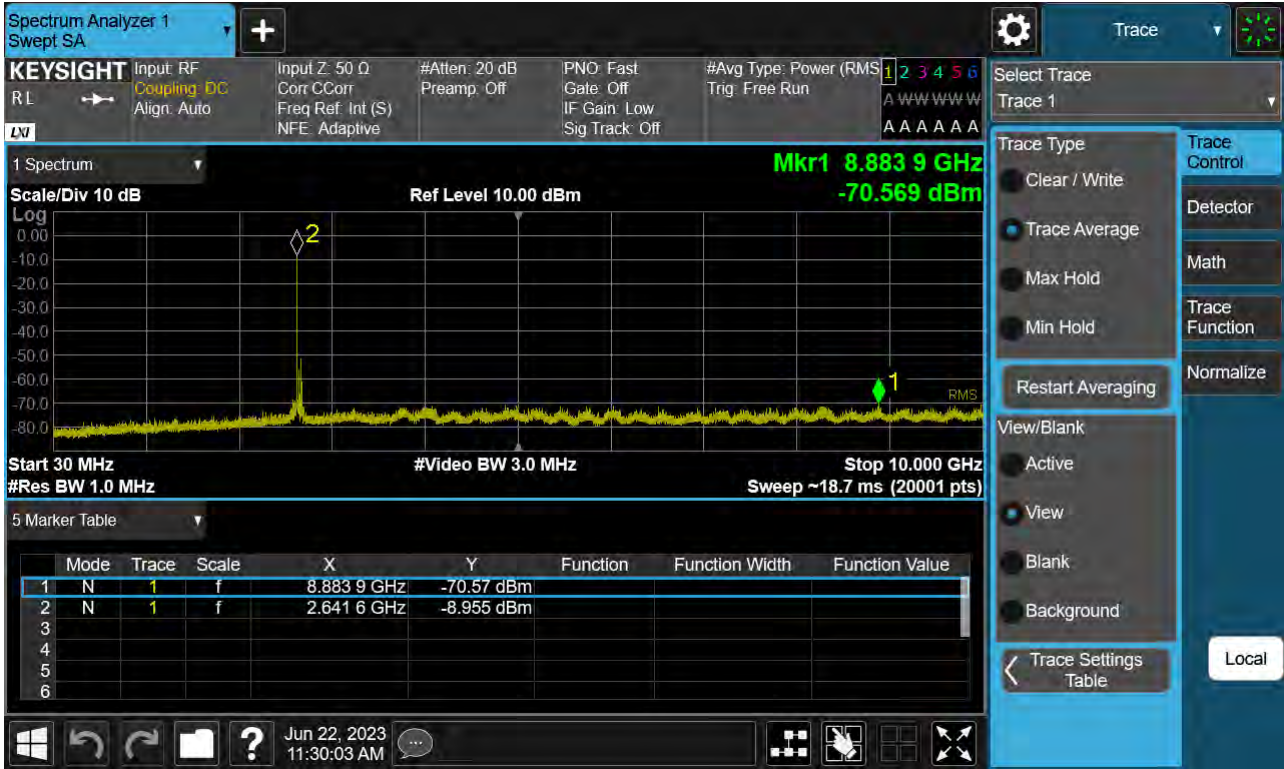 Spectrum Analyzer 1
Swept SA
Trace
KEYSIGHT
RL
LXI
Input: RF
Coupling: DC
Align: Auto
Input Z: 50 Ω
Corr CCorr
Freq Ref: Int (S)
NFE: Adaptive
#Atten: 20 dB
Preamp: Off
PNO: Fast
Gate: Off
IF Gain: Low
Sig Track: Off
#Avg Type: Power (RMS
Trig: Free Run
1 2 3 4 5 6
A W W W W W
A A A A A A
Select Trace
Trace 1
1 Spectrum
Scale/Div 10 dB
Ref Level 10.00 dBm
Mkr1 8.883 9 GHz
-70.569 dBm
Log
0.00
-10.0
-20.0
-30.0
-40.0
-50.0
-60.0
-70.0
-80.0
2
1
RMS
Start 30 MHz
#Video BW 3.0 MHz
Stop 10.000 GHz
#Res BW 1.0 MHz
Sweep ~18.7 ms (20001 pts)
5 Marker Table
Mode Trace Scale X Y Function Function Width Function Value
1 N 1 f 8.883 9 GHz -70.57 dBm
2 N 1 f 2.641 6 GHz -8.955 dBm
3
4
5
6
Trace Type
Clear / Write
Trace Average
Max Hold
Min Hold
Restart Averaging
View/Blank
Active
View
Blank
Background
Trace Settings
Table
Trace
Control
Detector
Math
Trace
Function
Normalize
Local
?
Jun 22, 2023
11:30:03 AM